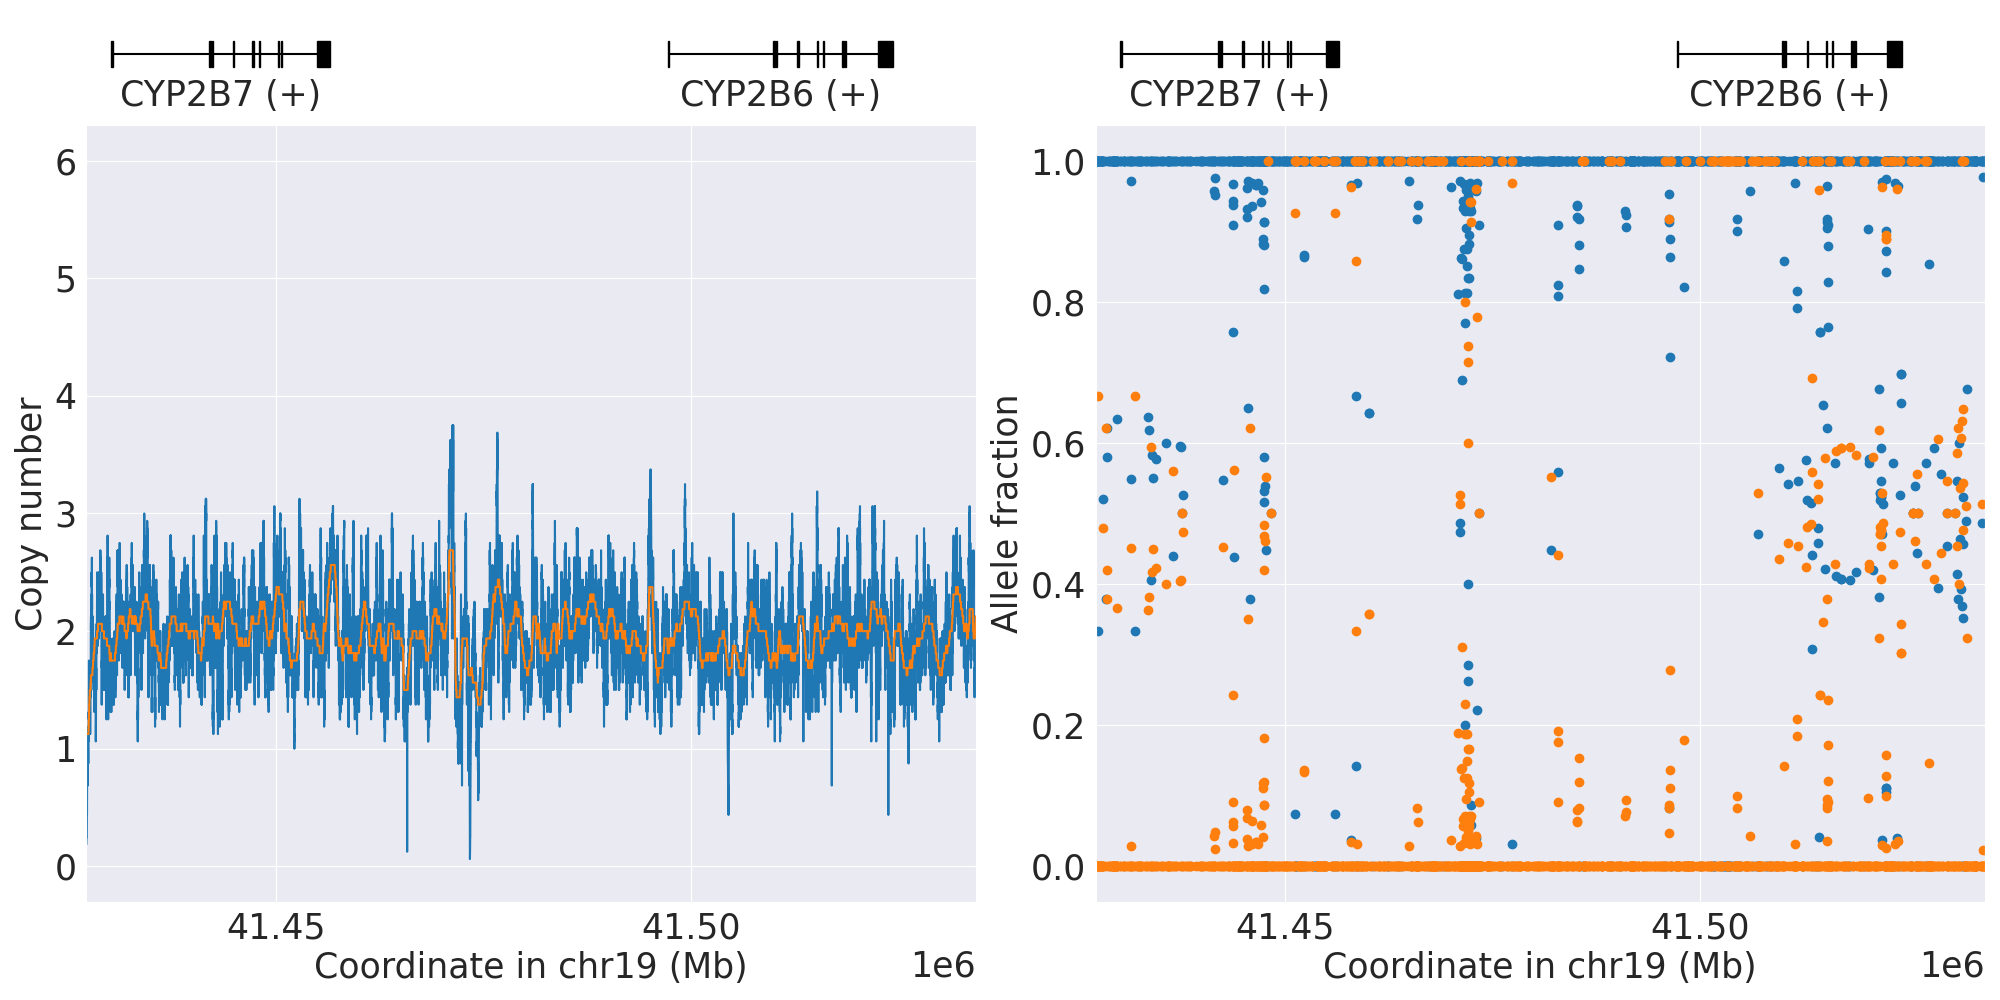 CYP2B7 (+)
CYP2B6 (+)
Copy number
6
5
4
3
2
1
0
41.45
41.50
Coordinate in chr19 (Mb)
1e6
CYP2B7 (+)
CYP2B6 (+)
Allele fraction
1.0
0.8
0.6
0.4
0.2
0.0
41.45
41.50
Coordinate in chr19 (Mb)
1e6